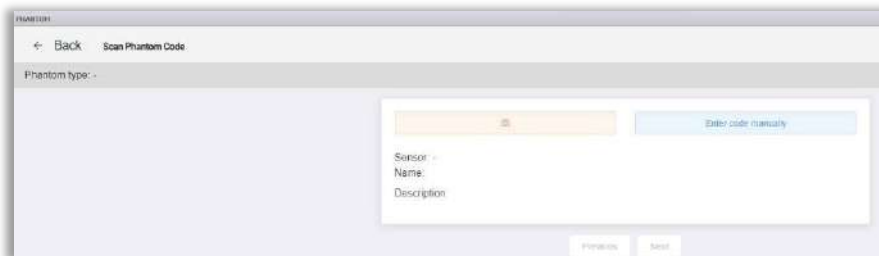 PHANTOM
← Back Scan Phantom Code
Phantom type: -
Enter code manually
Sensor: -
Name:
Description
Previous Next